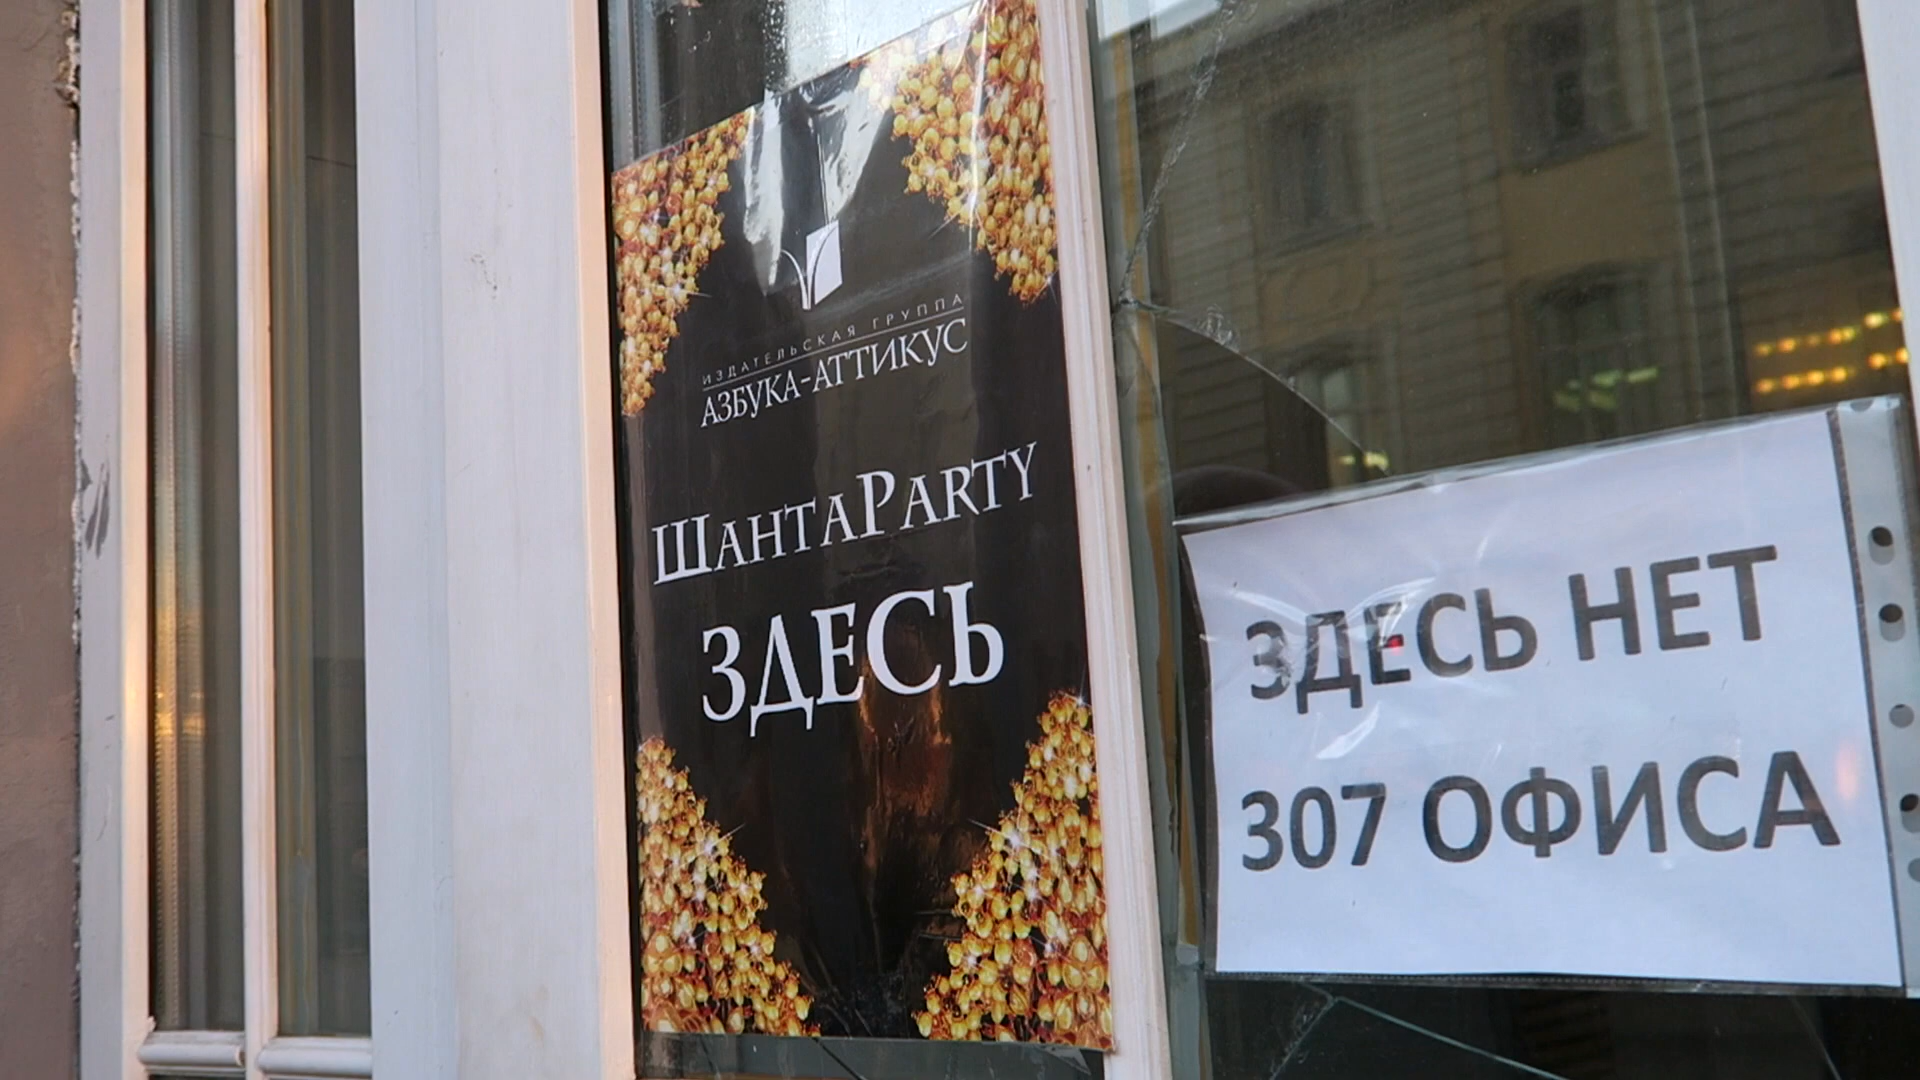 ИЗДАТЕЛЬСКАЯ ГРУППА
АЗБУКА-АТТИКУС
ШАНТАPARTY
ЗДЕСЬ
ЗДЕСЬ НЕТ
307 ОФИСА